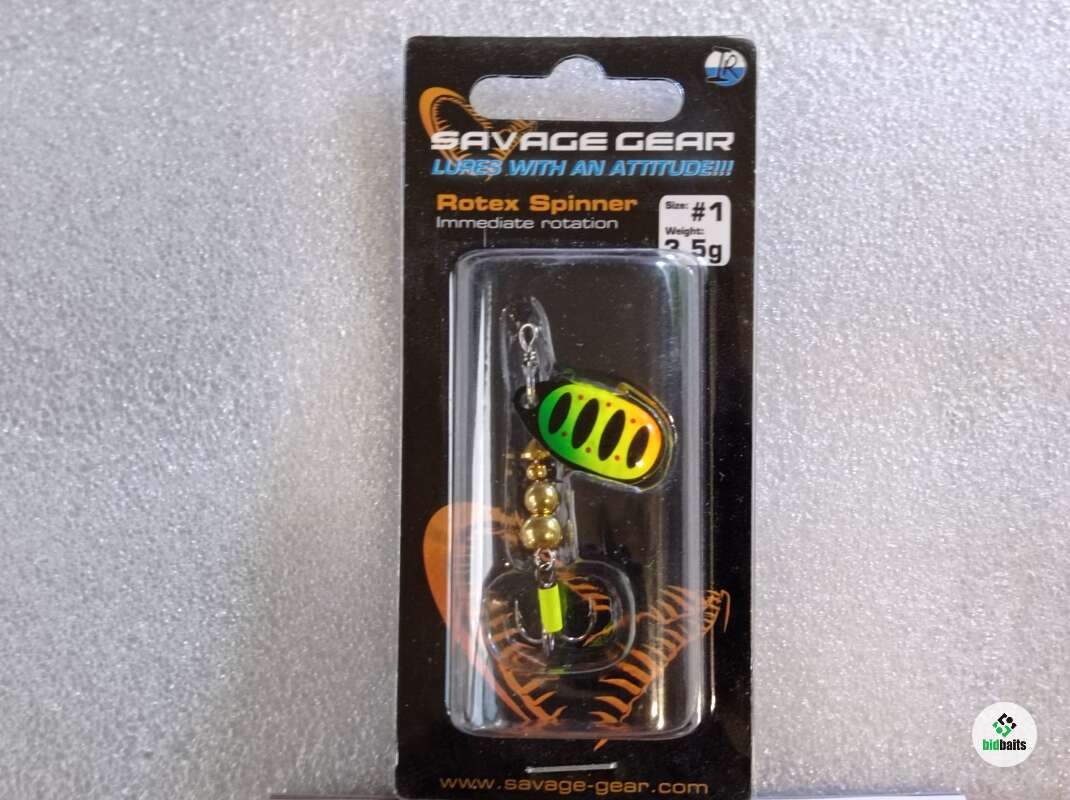 IR
SAVAGE GEAR
LURES WITH AN ATTITUDE!!!
Rotex Spinner
Immediate rotation
Size: #1
Weight:
3.5g
www.savage-gear.com
bidbaits